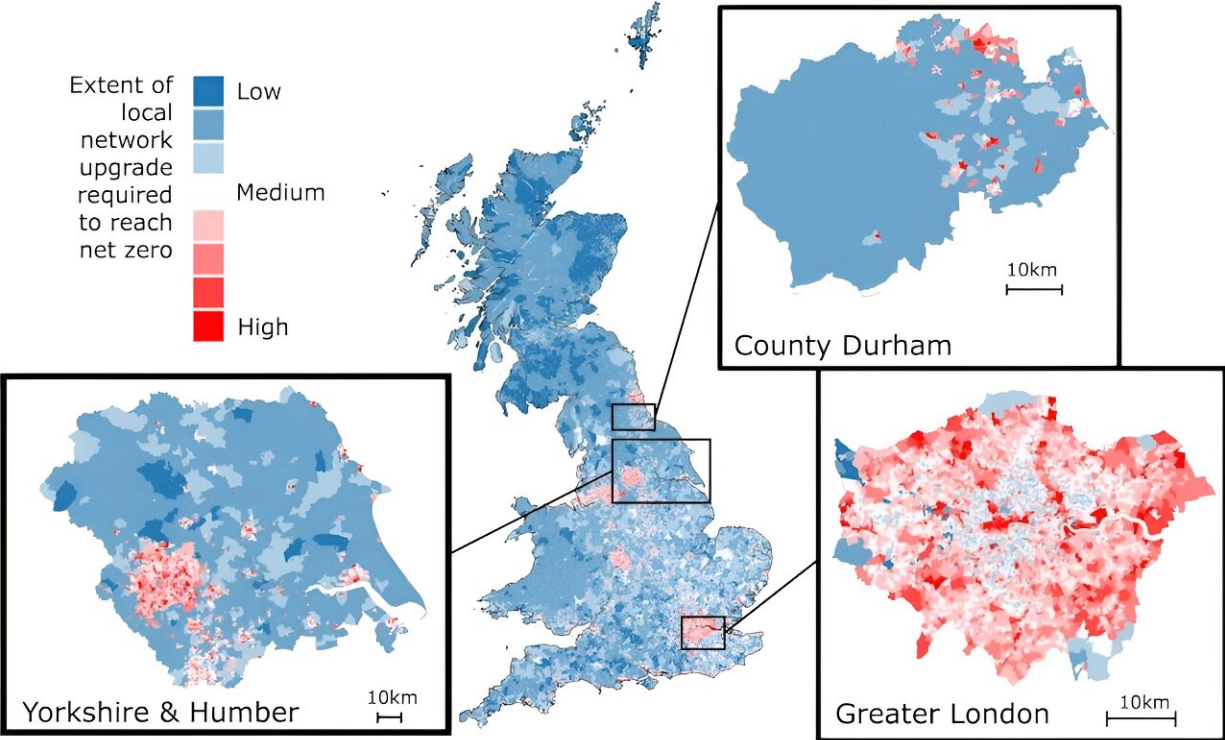 Extent of
local
network
upgrade
required
to reach
net zero
Low
Medium
High
10km
County Durham
10km
Yorkshire & Humber
10km
Greater London